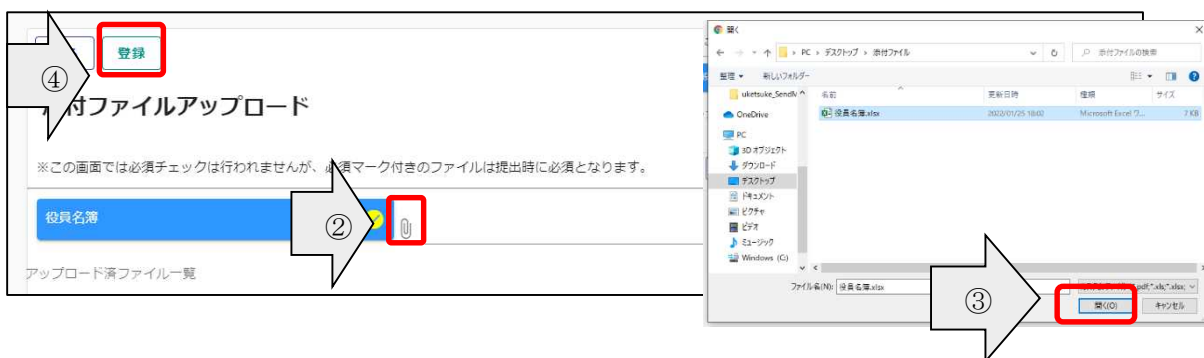 登録
④
付ファイルアップロード
※この画面では必須チェックは行われませんが、必須マーク付きのファイルは提出時に必須となります。
役員名簿
②
アップロード済ファイル一覧
開く
PC > デスクトップ > 添付ファイル
添付ファイルの検索
整理
新しいフォルダー
uketsuke_SendM
名前
更新日時
種類
サイズ
OneDrive
役員名簿.xlsx
2022/01/25 18:02
Microsoft Excel ワ...
7 KB
PC
3D オブジェクト
ダウンロード
デスクトップ
ドキュメント
ピクチャ
ビデオ
ミュージック
Windows (C:)
ファイル名(N):
役員名簿.xlsx
pdf;*.xls;*.xlsx;
③
開く(O)
キャンセル